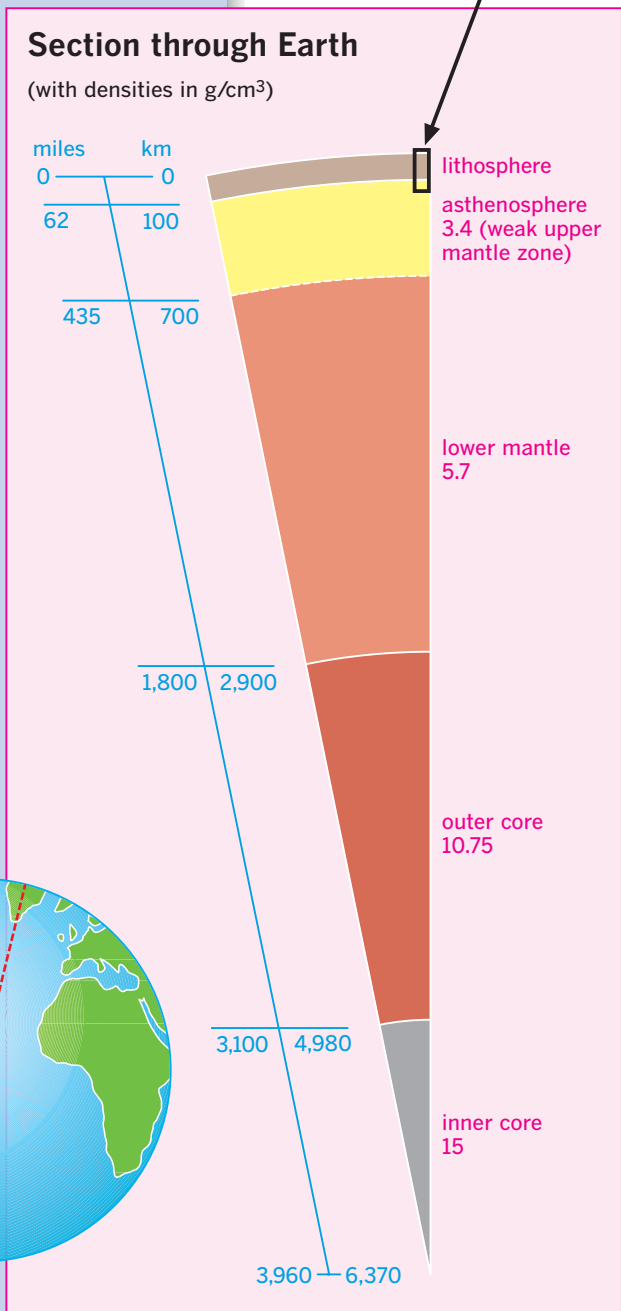 Section through Earth
(with densities in g/cm³)
miles km
0 0
62 100
435 700
1,800 2,900
3,100 4,980
3,960 6,370
lithosphere
asthenosphere
3.4 (weak upper
mantle zone)
lower mantle
5.7
outer core
10.75
inner core
15